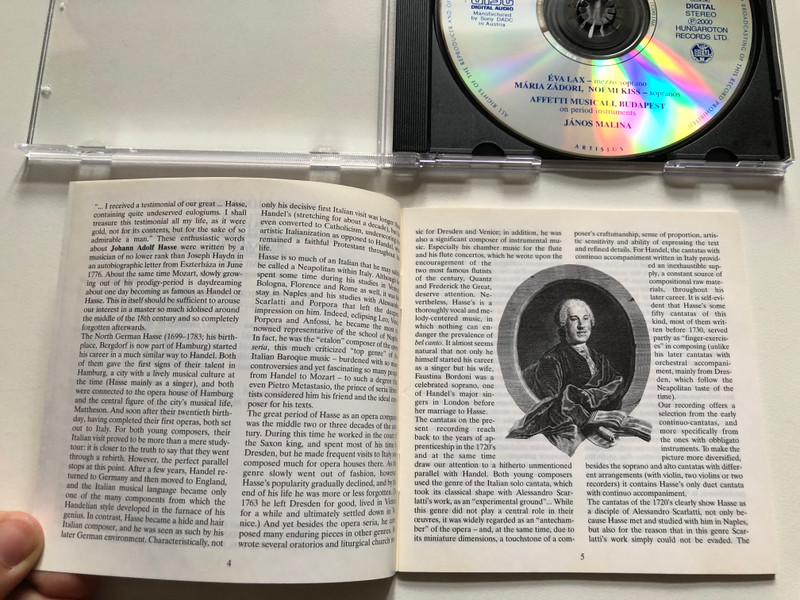 DIGITAL AUDIO
Manufactured
by Sony DADC
in Austria
DIGITAL
STEREO
Ⓟ2000
HUNGAROTON
RECORDS LTD.
ÉVA LAX – mezzo-soprano
MÁRIA ZÁDORI, NOÉMI KISS – sopranos
AFFETTI MUSICALI, BUDAPEST
on period instruments
JÁNOS MALINA
ARTISJUS
"... I received a testimonial of our great ... Hasse,
containing quite undeserved eulogiums. I shall
treasure this testimonial all my life, as it were
gold, not for its contents, but for the sake of so
admirable a man." These enthusiastic words
about Johann Adolf Hasse were written by a
musician of no lower rank than Joseph Haydn in
an autobiographic letter from Eszterháza in June
1776. About the same time Mozart, slowly grow-
ing out of his prodigy-period is daydreaming
about one day becoming as famous as Handel or
Hasse. This in itself should be sufficient to arouse
our interest in a master so much idolised around
the middle of the 18th century and so completely
forgotten afterwards.
The North German Hasse (1699–1783; his birth-
place, Bergdorf is now part of Hamburg) started
his career in a much similar way to Handel. Both
of them gave the first signs of their talent in
Hamburg, a city with a lively musical culture at
the time (Hasse mainly as a singer), and both
were connected to the opera house of Hamburg
and the central figure of the city's musical life,
Mattheson. And soon after their twentieth birth-
day, having completed their first operas, both set
out to Italy. For both young composers, their
Italian visit proved to be more than a mere study-
tour: it is closer to the truth to say that they went
through a rebirth. However, the perfect parallel
stops at this point. After a few years, Handel re-
turned to Germany and then moved to England,
and the Italian musical language became only
one of the many components from which the
Handelian style developed in the furnace of his
genius. In contrast, Hasse became a hide and hair
Italian composer, and he was seen as such by his
later German environment. Characteristically, not
only his decisive first Italian visit was longer
Handel's (stretching for about a decade),
even converted to Catholicism, underscoring
artistic Italianization as opposed to Handel,
remained a faithful Protestant throughout
life.
Hasse is so much of an Italian that he may
be called a Neapolitan within Italy. Although
spent some time during his studies in
Bologna, Florence and Rome as well, it was
stay in Naples and his studies with Alessandro
Scarlatti and Porpora that left the
impression on him. Indeed, eclipsing Leo, Vinci,
Porpora and Anfossi, he became the most
nowned representative of the school of Naples.
In fact, he was the "etalon" composer of the opera
seria, this much criticized "top genre" of
Italian Baroque music – burdened with so
controversies and yet fascinating so many
from Handel to Mozart – to such a degree
even Pietro Metastasio, the prince of seria
tists considered him his friend and the ideal com-
poser for his texts.
The great period of Hasse as an opera
was the middle two or three decades of the
tury. During this time he worked in the court
the Saxon king, and spent most of his time
Dresden, but he made frequent visits to Italy
composed much for opera houses there. As
genre slowly went out of fashion,
Hasse's popularity gradually declined, and by
end of his life he was more or less forgotten.
1763 he left Dresden for good, lived in
for a while and ultimately settled down in
nice.) And yet besides the opera seria, he
posed many enduring pieces in other genres.
wrote several oratorios and liturgical church
4
sic for Dresden and Venice; in addition, he was
also a significant composer of instrumental mu-
sic. Especially his chamber music for the flute
and his flute concertos, which he wrote upon the
encouragement of the
two most famous flutists
of the century, Quantz
and Frederick the Great,
deserve attention. Ne-
vertheless, Hasse's is a
thoroughly vocal and me-
lody-centered music, in
which nothing can en-
danger the prevalence of
bel canto. It almost seems
natural that not only he
himself started his career
as a singer but his wife,
Faustina Bordoni was a
celebrated soprano, one
of Handel's major sin-
gers in London before
her marriage to Hasse.
The cantatas on the pre-
sent recording reach
back to the years of ap-
prenticeship in the 1720's
and at the same time
draw our attention to a hitherto unmentioned
parallel with Handel. Both young composers
used the genre of the Italian solo cantata, which
took its classical shape with Alessandro Scar-
latti's work, as an "experimental ground"... While
this genre did not play a central role in their
œuvres, it was widely regarded as an "antecham-
ber" of the opera – and, at the same time, due to
its miniature dimensions, a touchstone of a com-
poser's craftsmanship, sense of proportion, artis-
tic sensitivity and ability of expressing the text
and refined details. For Handel, the cantatas with
continuo accompaniment written in Italy provid-
ed an inexhaustible sup-
ply, a constant source of
compositional raw mate-
rials, throughout his
later career. It is self-evi-
dent that Hasse's some
fifty cantatas of this
kind, most of them writ-
ten before 1730, served
partly as "finger-exercis-
es" in composing (unlike
his later cantatas with
orchestral accompani-
ment, mainly from Dres-
den, which follow the
Neapolitan taste of the
time).
Our recording offers a
selection from the early
continuo-cantatas, and
more specifically from
the ones with obbligato
instruments. To make the
picture more diversified,
besides the soprano and alto cantatas with differ-
ent arrangements (with violin, two violins or two
recorders) it contains Hasse's only duet cantata
with continuo accompaniment.
The cantatas of the 1720's clearly show Hasse as
a disciple of Alessandro Scarlatti, not only be-
cause Hasse met and studied with him in Naples,
but also for the reason that in this genre Scar-
latti's work simply could not be evaded. The
5